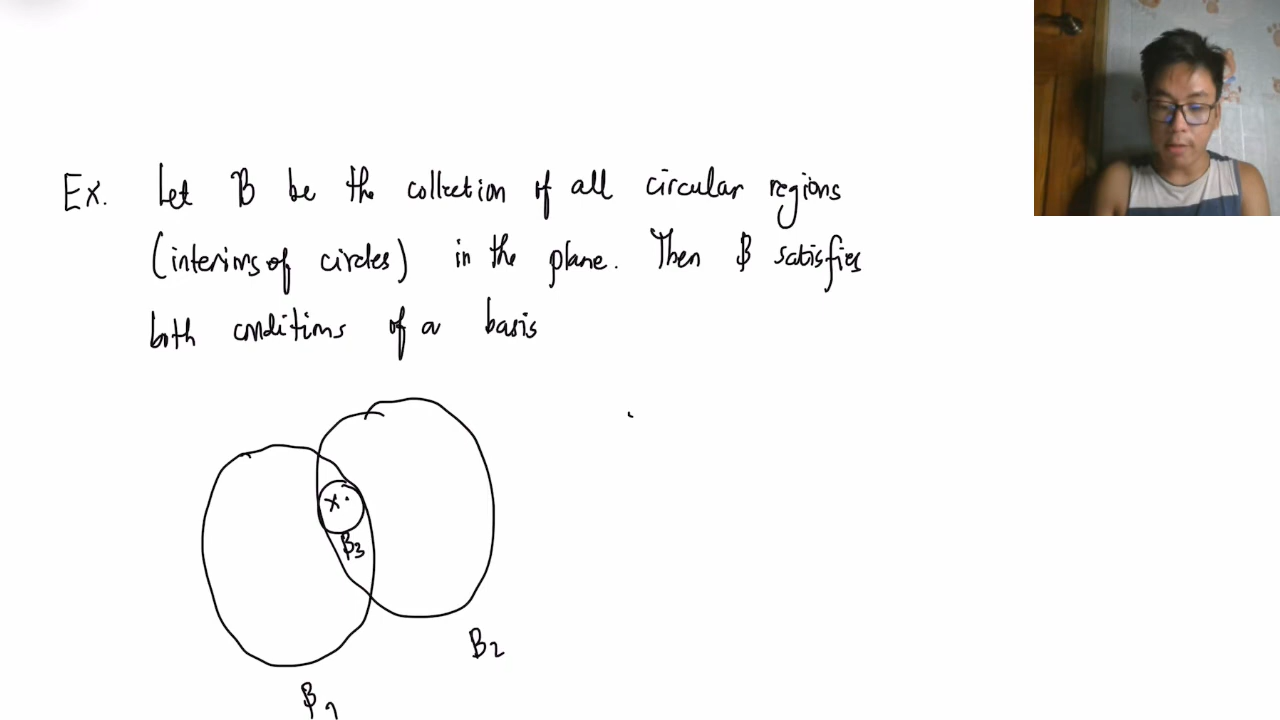 Ex. Let B be the collection of all circular regions
(interiors of circles) in the plane. Then B satisfies
both conditions of a basis
x
B3
B2
B1